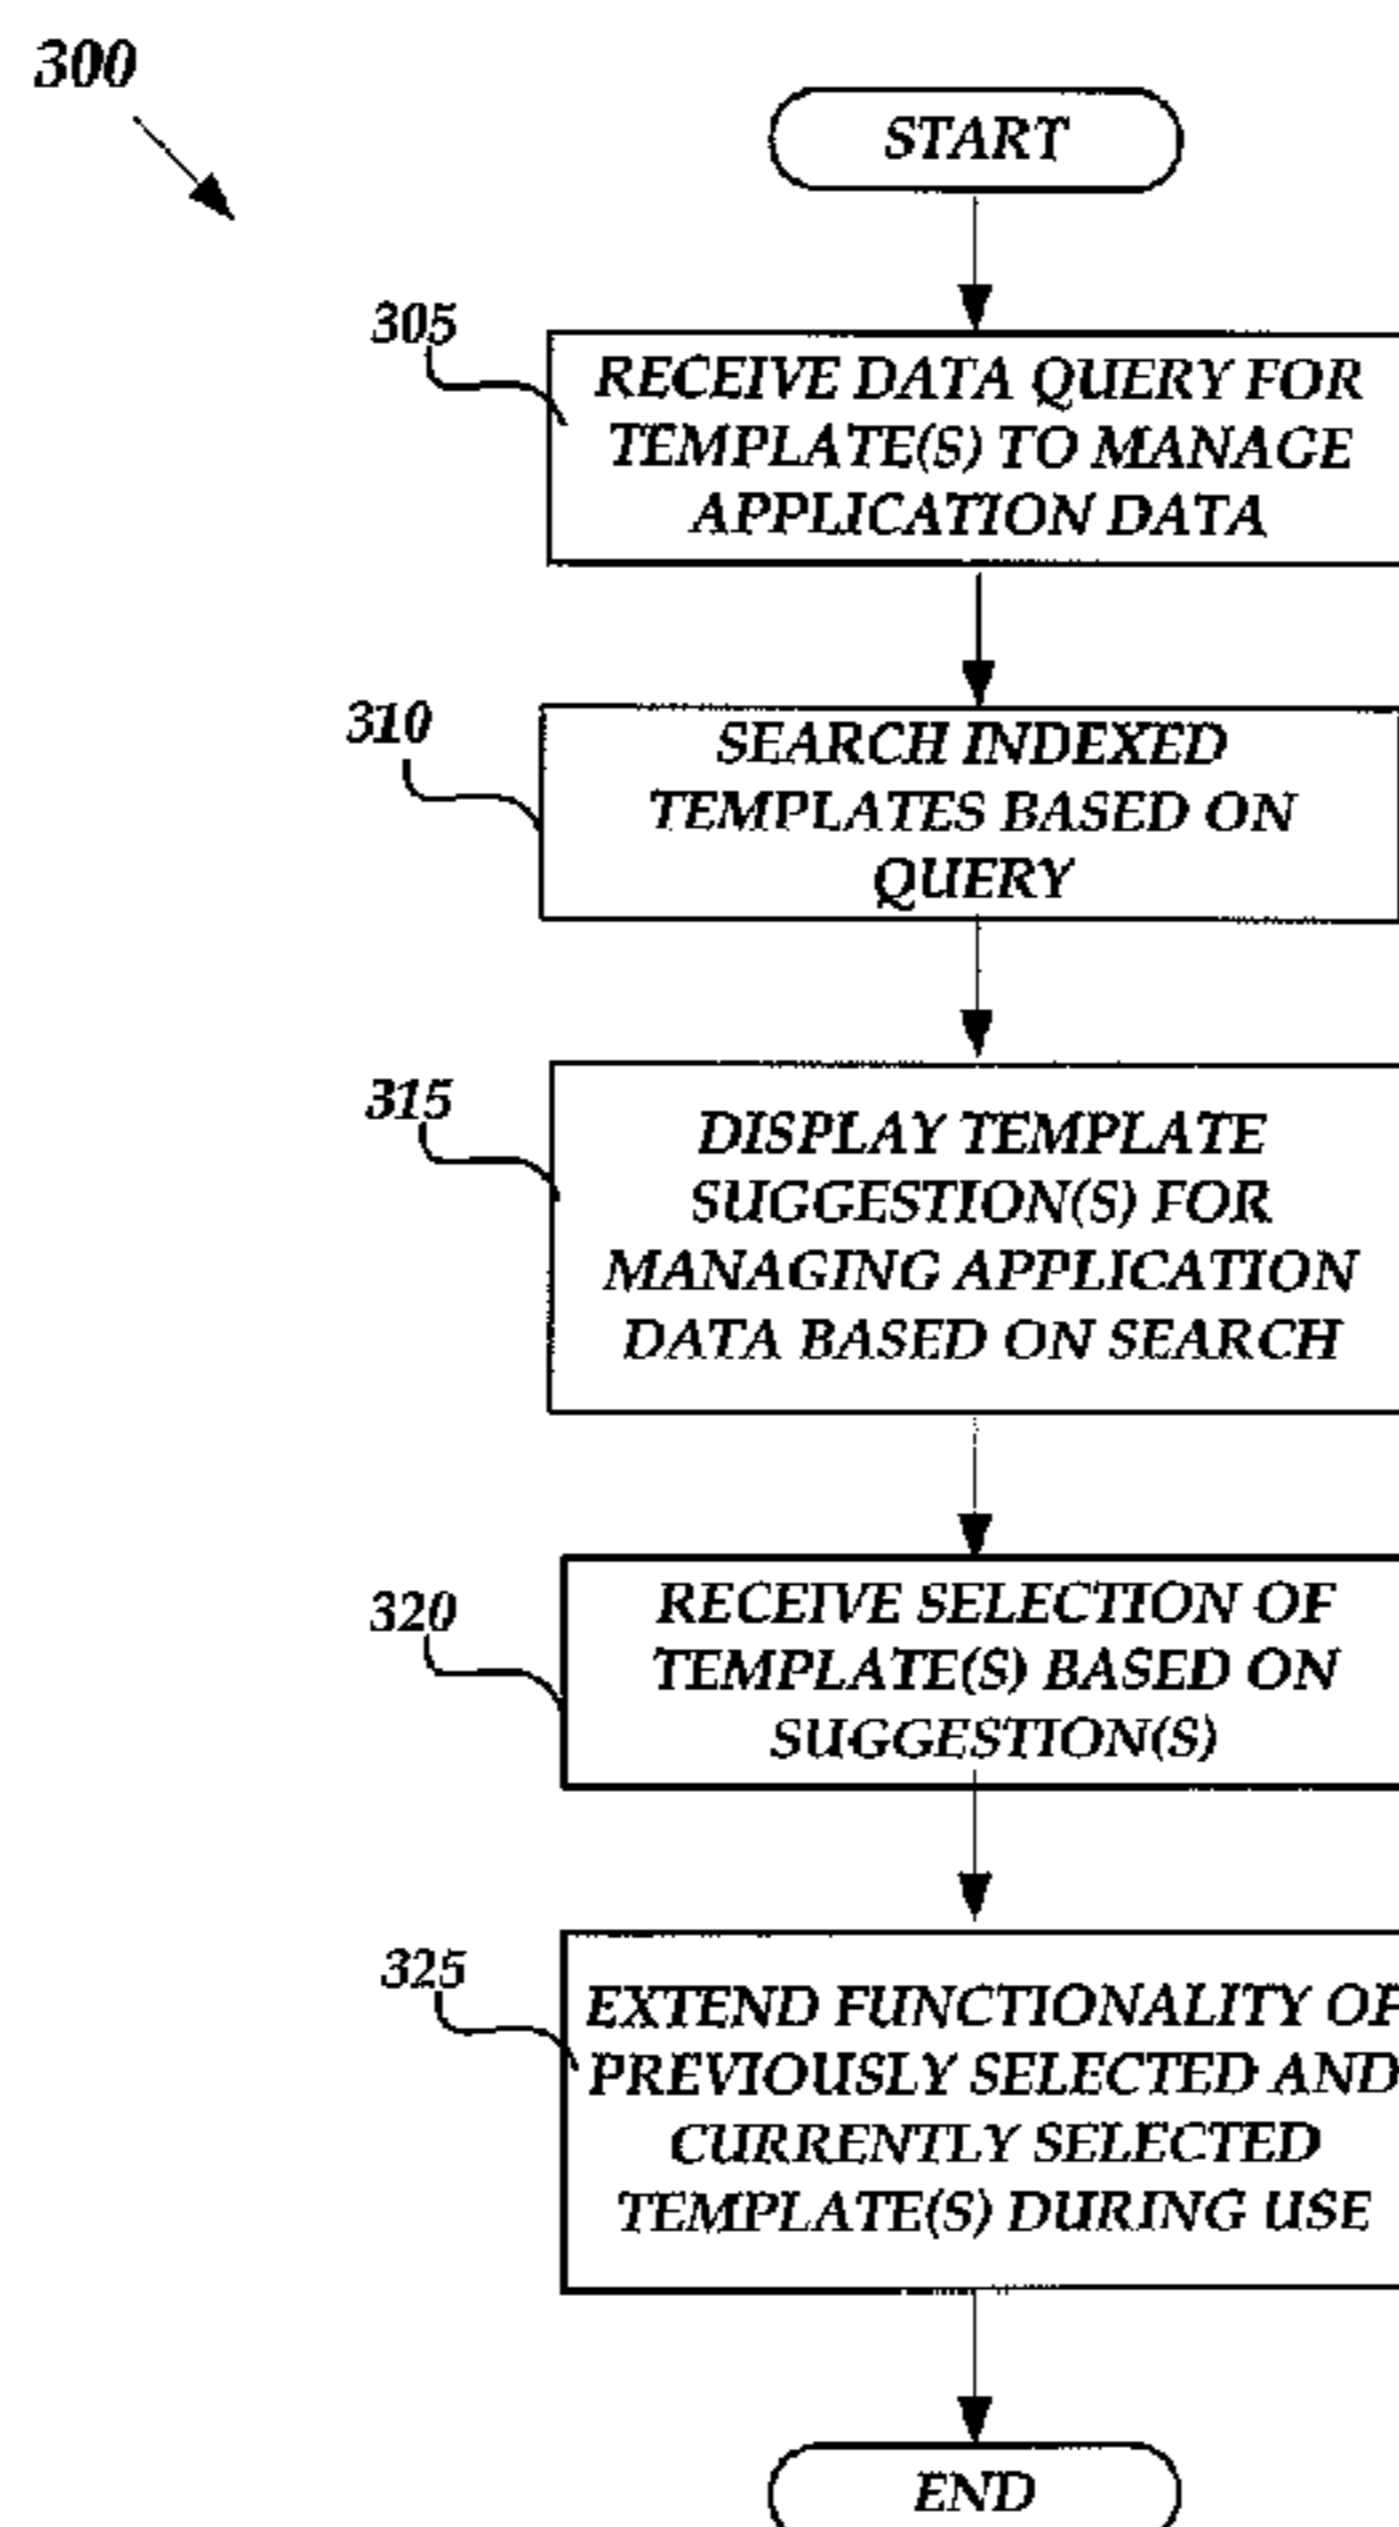 300
START
305
RECEIVE DATA QUERY FOR
TEMPLATE(S) TO MANAGE
APPLICATION DATA
310
SEARCH INDEXED
TEMPLATES BASED ON
QUERY
315
DISPLAY TEMPLATE
SUGGESTION(S) FOR
MANAGING APPLICATION
DATA BASED ON SEARCH
320
RECEIVE SELECTION OF
TEMPLATE(S) BASED ON
SUGGESTION(S)
325
EXTEND FUNCTIONALITY OF
PREVIOUSLY SELECTED AND
CURRENTLY SELECTED
TEMPLATE(S) DURING USE
END